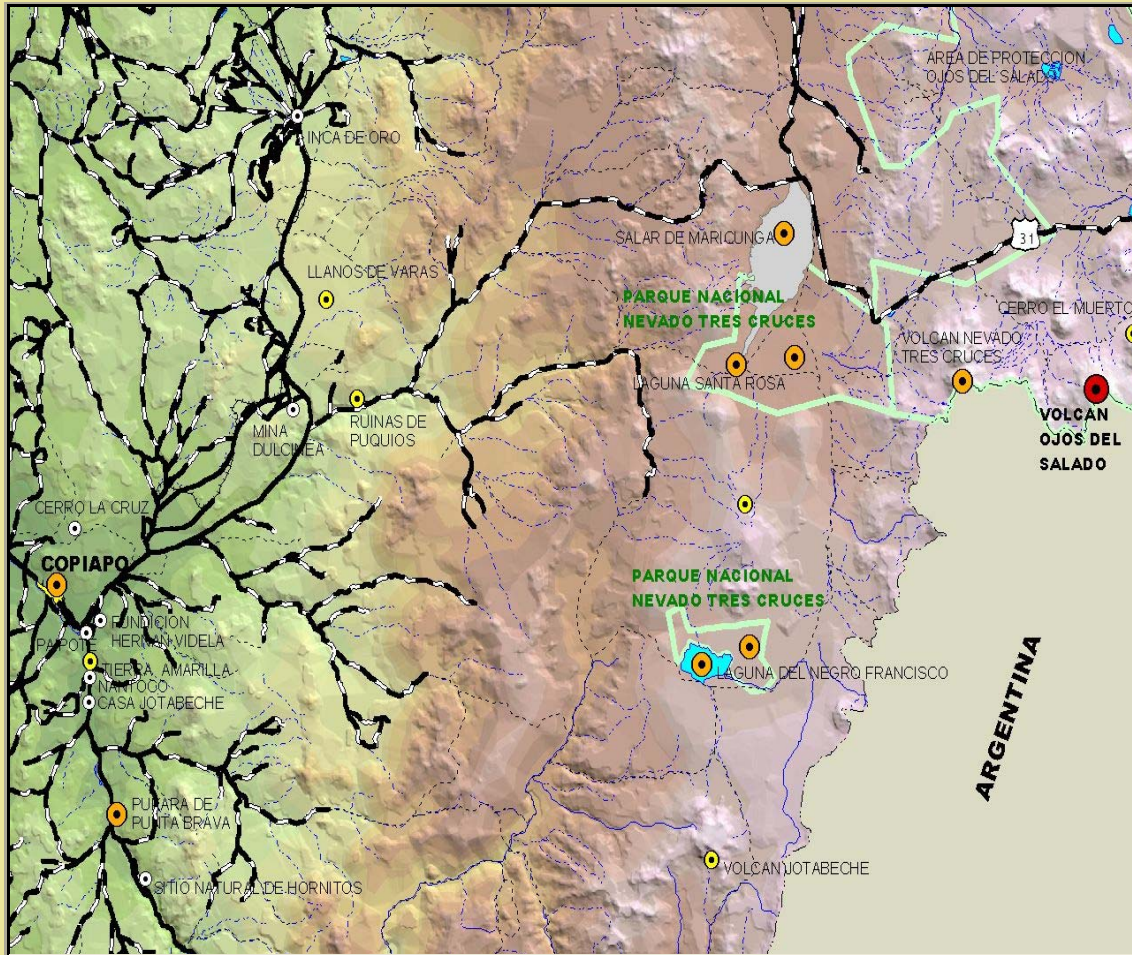 AREA DE PROTECCION
OJOS DEL SALADO
INCA DE ORO
SALAR DE MARICUNGA
31
LLANOS DE VARAS
PARQUE NACIONAL
NEVADO TRES CRUCES
CERRO EL MUERTO
VOLCAN NEVADO
TRES CRUCES
LAGUNA SANTA ROSA
MINA
DULCINEA
RUINAS DE
PUQUIOS
VOLCAN
OJOS DEL
SALADO
CERRO LA CRUZ
COPIAPO
PARQUE NACIONAL
NEVADO TRES CRUCES
FUNDICION
HERNAN VIDELA
PAIPOTE
TIERRA AMARILLA
NANTOCO
CASA JOTABECHE
LAGUNA DEL NEGRO FRANCISCO
ARGENTINA
PUKARA DE
PUNTA BRAVA
VOLCAN JOTABECHE
SITIO NATURAL DE HORNITOS